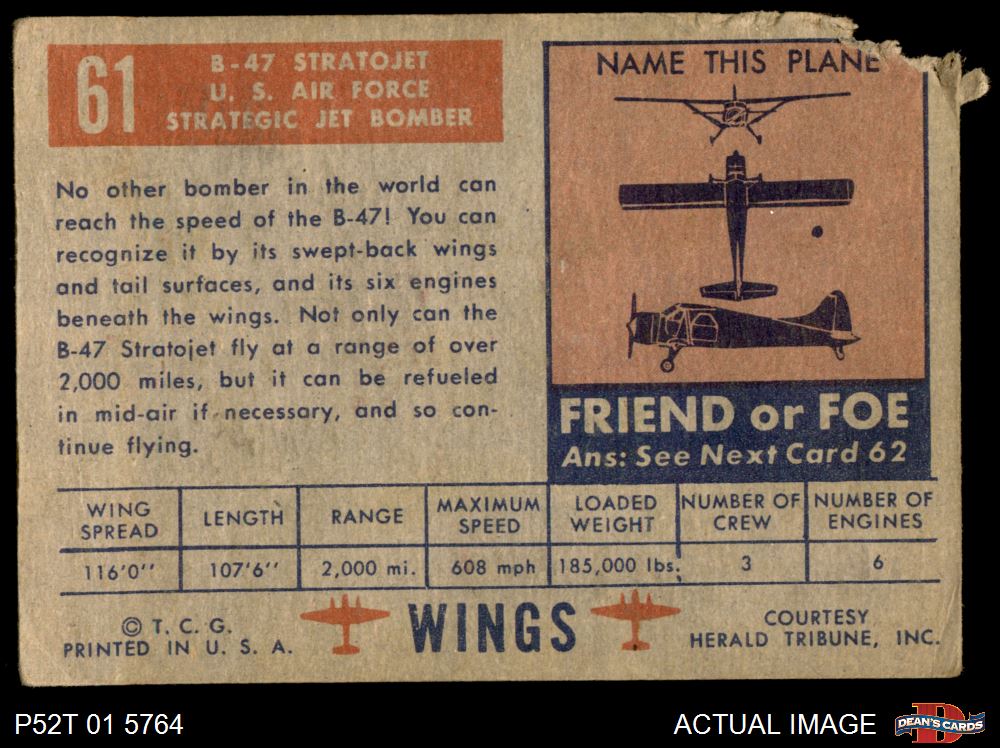 61
B-47 STRATOJET
U. S. AIR FORCE
STRATEGIC JET BOMBER
No other bomber in the world can
reach the speed of the B-47! You can
recognize it by its swept-back wings
and tail surfaces, and its six engines
beneath the wings. Not only can the
B-47 Stratojet fly at a range of over
2,000 miles, but it can be refueled
in mid-air if necessary, and so con-
tinue flying.
NAME THIS PLANE
FRIEND or FOE
Ans: See Next Card 62
WING SPREAD LENGTH RANGE MAXIMUM SPEED LOADED WEIGHT NUMBER OF CREW NUMBER OF ENGINES
116'0'' 107'6'' 2,000 mi. 608 mph 185,000 lbs. 3 6
© T. C. G.
PRINTED IN U. S. A.
WINGS
COURTESY
HERALD TRIBUNE, INC.
P52T 01 5764
ACTUAL IMAGE
DEAN'S CARDS